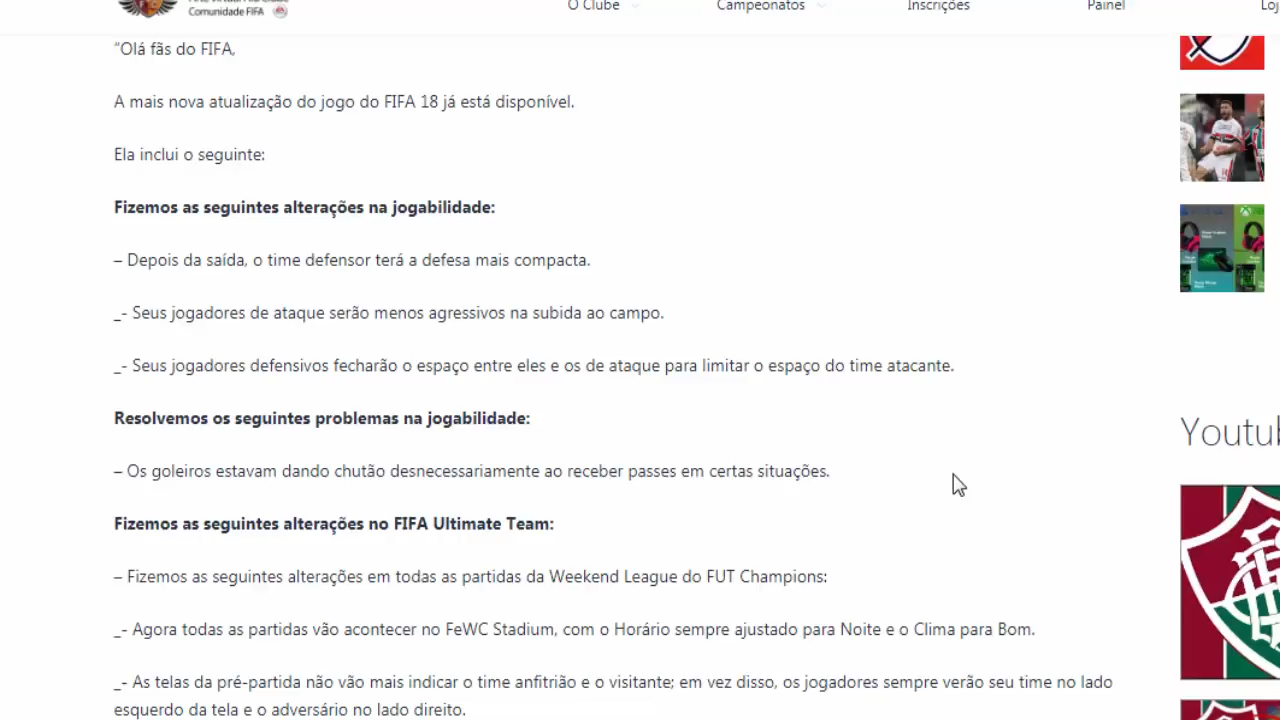 Comunidade FIFA
O Clube
Campeonatos
Inscrições
Painel
“Olá fãs do FIFA,
A mais nova atualização do jogo do FIFA 18 já está disponível.
Ela inclui o seguinte:
Fizemos as seguintes alterações na jogabilidade:
– Depois da saída, o time defensor terá a defesa mais compacta.
_- Seus jogadores de ataque serão menos agressivos na subida ao campo.
_- Seus jogadores defensivos fecharão o espaço entre eles e os de ataque para limitar o espaço do time atacante.
Resolvemos os seguintes problemas na jogabilidade:
– Os goleiros estavam dando chutão desnecessariamente ao receber passes em certas situações.
Fizemos as seguintes alterações no FIFA Ultimate Team:
– Fizemos as seguintes alterações em todas as partidas da Weekend League do FUT Champions:
_- Agora todas as partidas vão acontecer no FeWC Stadium, com o Horário sempre ajustado para Noite e o Clima para Bom.
_- As telas da pré-partida não vão mais indicar o time anfitrião e o visitante; em vez disso, os jogadores sempre verão seu time no lado
esquerdo da tela e o adversário no lado direito.